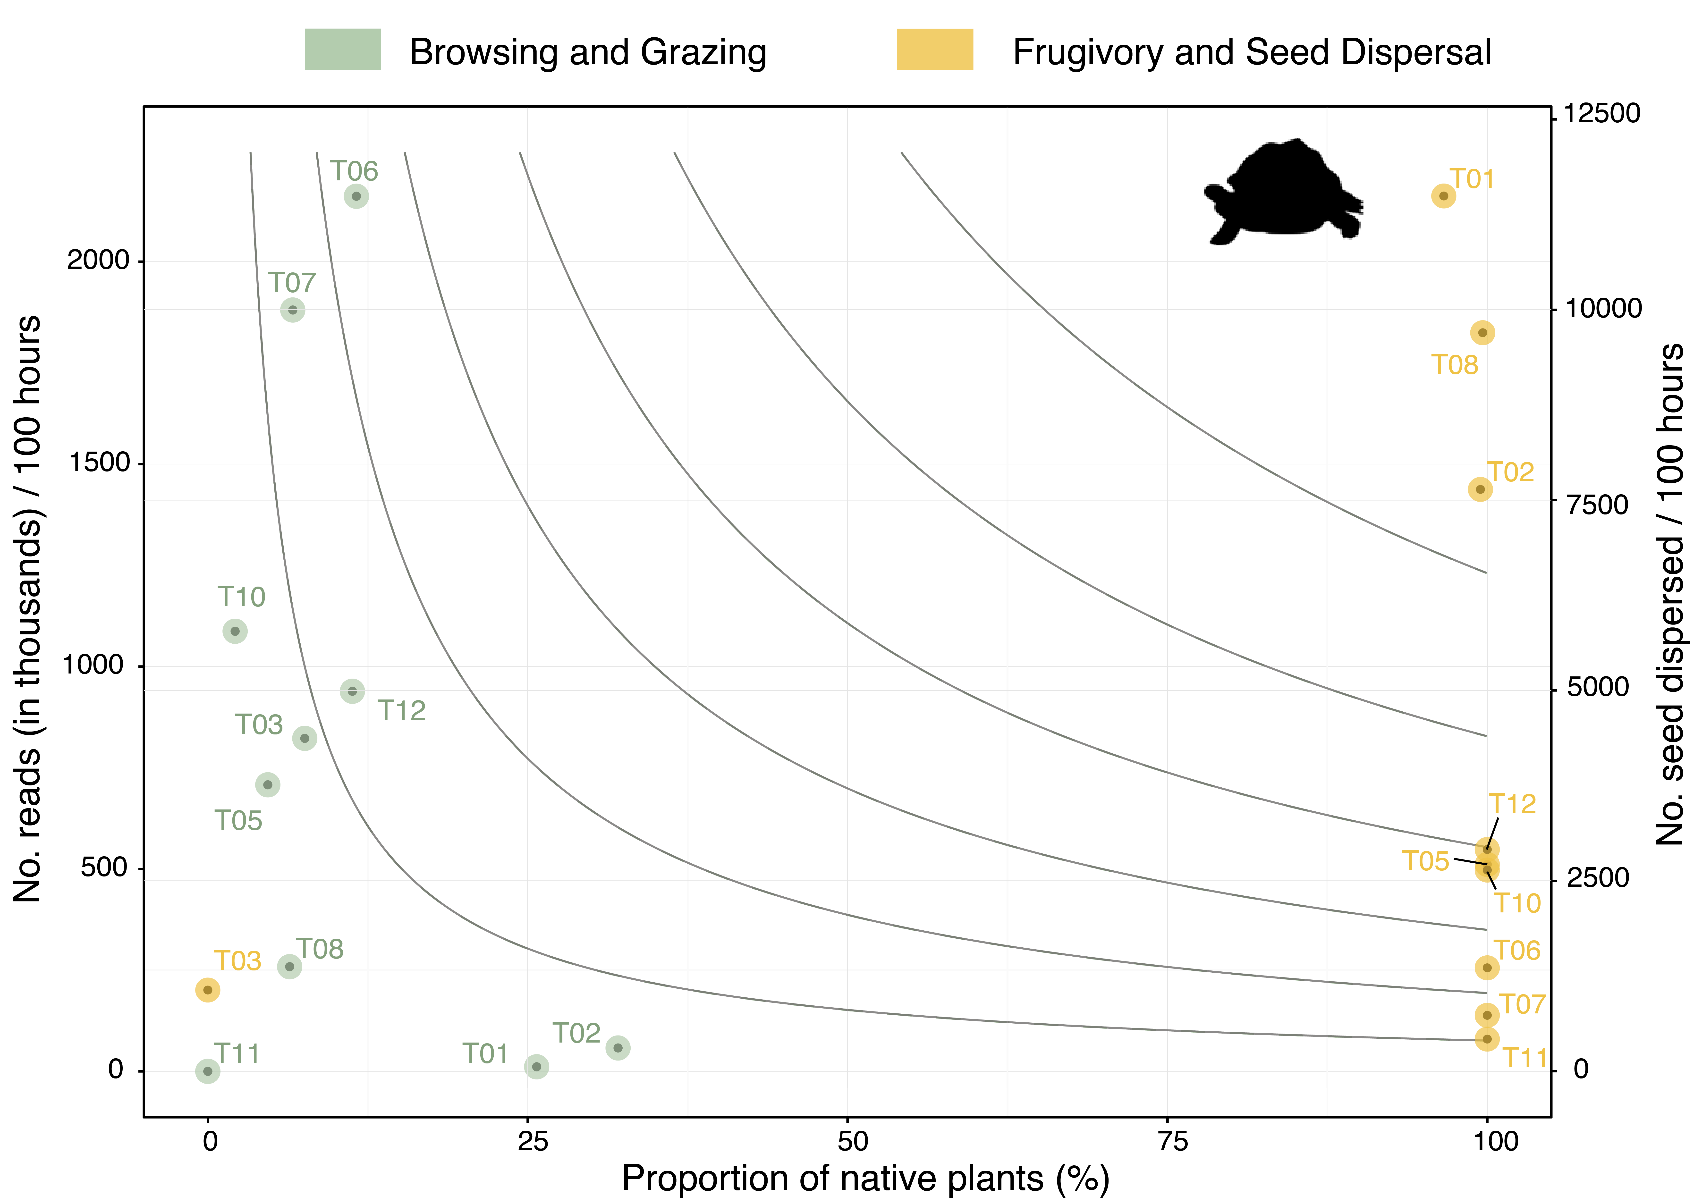 Browsing and Grazing
Frugivory and Seed Dispersal
No. reads (in thousands) / 100 hours
2000
1500
1000
500
0
12500
10000
7500
5000
2500
0
No. seed dispersed / 100 hours
T06
T01
T07
T08
T02
T10
T12
T03
T05
T12
T05
T10
T08
T03
T06
T07
T02
T01
T11
T11
0
25
50
75
100
Proportion of native plants (%)